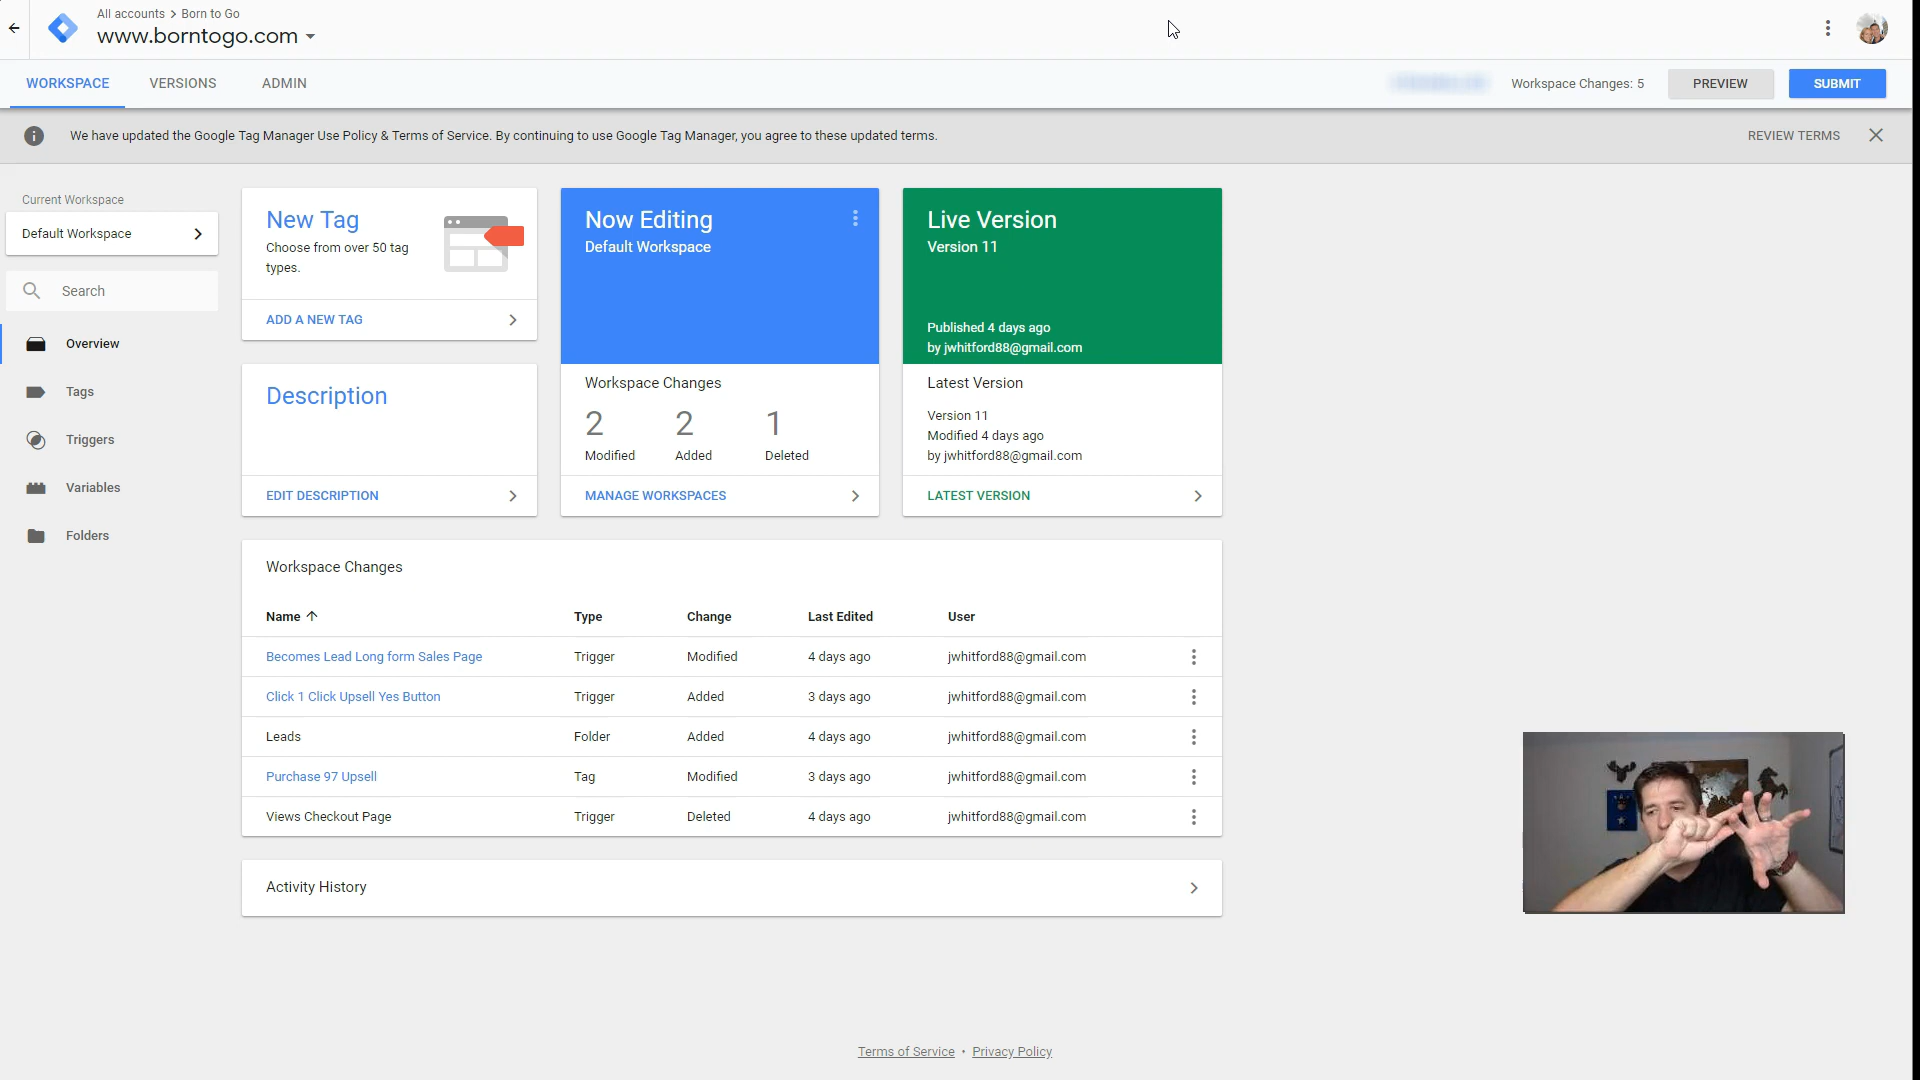 All accounts > Born to Go
www.borntogo.com
WORKSPACE
VERSIONS
ADMIN
Workspace Changes: 5
PREVIEW
SUBMIT
We have updated the Google Tag Manager Use Policy & Terms of Service. By continuing to use Google Tag Manager, you agree to these updated terms.
REVIEW TERMS
Current Workspace
Default Workspace
Search
Overview
Tags
Triggers
Variables
Folders
New Tag
Choose from over 50 tag
types.
ADD A NEW TAG
Description
EDIT DESCRIPTION
Now Editing
Default Workspace
Workspace Changes
2 2 1
Modified Added Deleted
MANAGE WORKSPACES
Live Version
Version 11
Published 4 days ago
by jwhitford88@gmail.com
Latest Version
Version 11
Modified 4 days ago
by jwhitford88@gmail.com
LATEST VERSION
Workspace Changes
Name Type Change Last Edited User
Becomes Lead Long form Sales Page Trigger Modified 4 days ago jwhitford88@gmail.com
Click 1 Click Upsell Yes Button Trigger Added 3 days ago jwhitford88@gmail.com
Leads Folder Added 4 days ago jwhitford88@gmail.com
Purchase 97 Upsell Tag Modified 3 days ago jwhitford88@gmail.com
Views Checkout Page Trigger Deleted 4 days ago jwhitford88@gmail.com
Activity History
Terms of Service • Privacy Policy